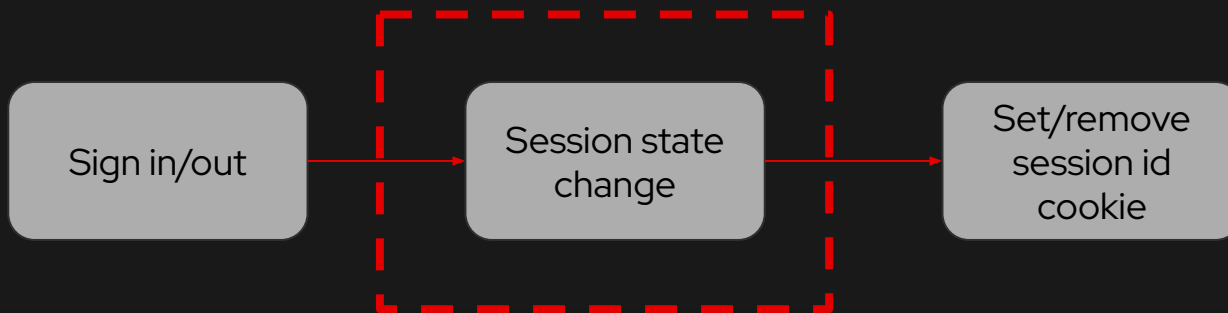 Sign in/out
Session state
change
Set/remove
session id
cookie